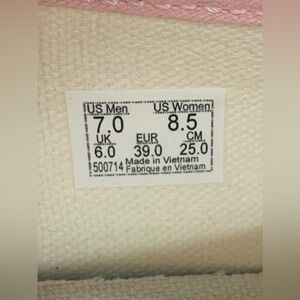 US Men US Women
7.0 8.5
UK EUR CM
6.0 39.0 25.0
500714 Made in Vietnam
Fabrique en Vietnam